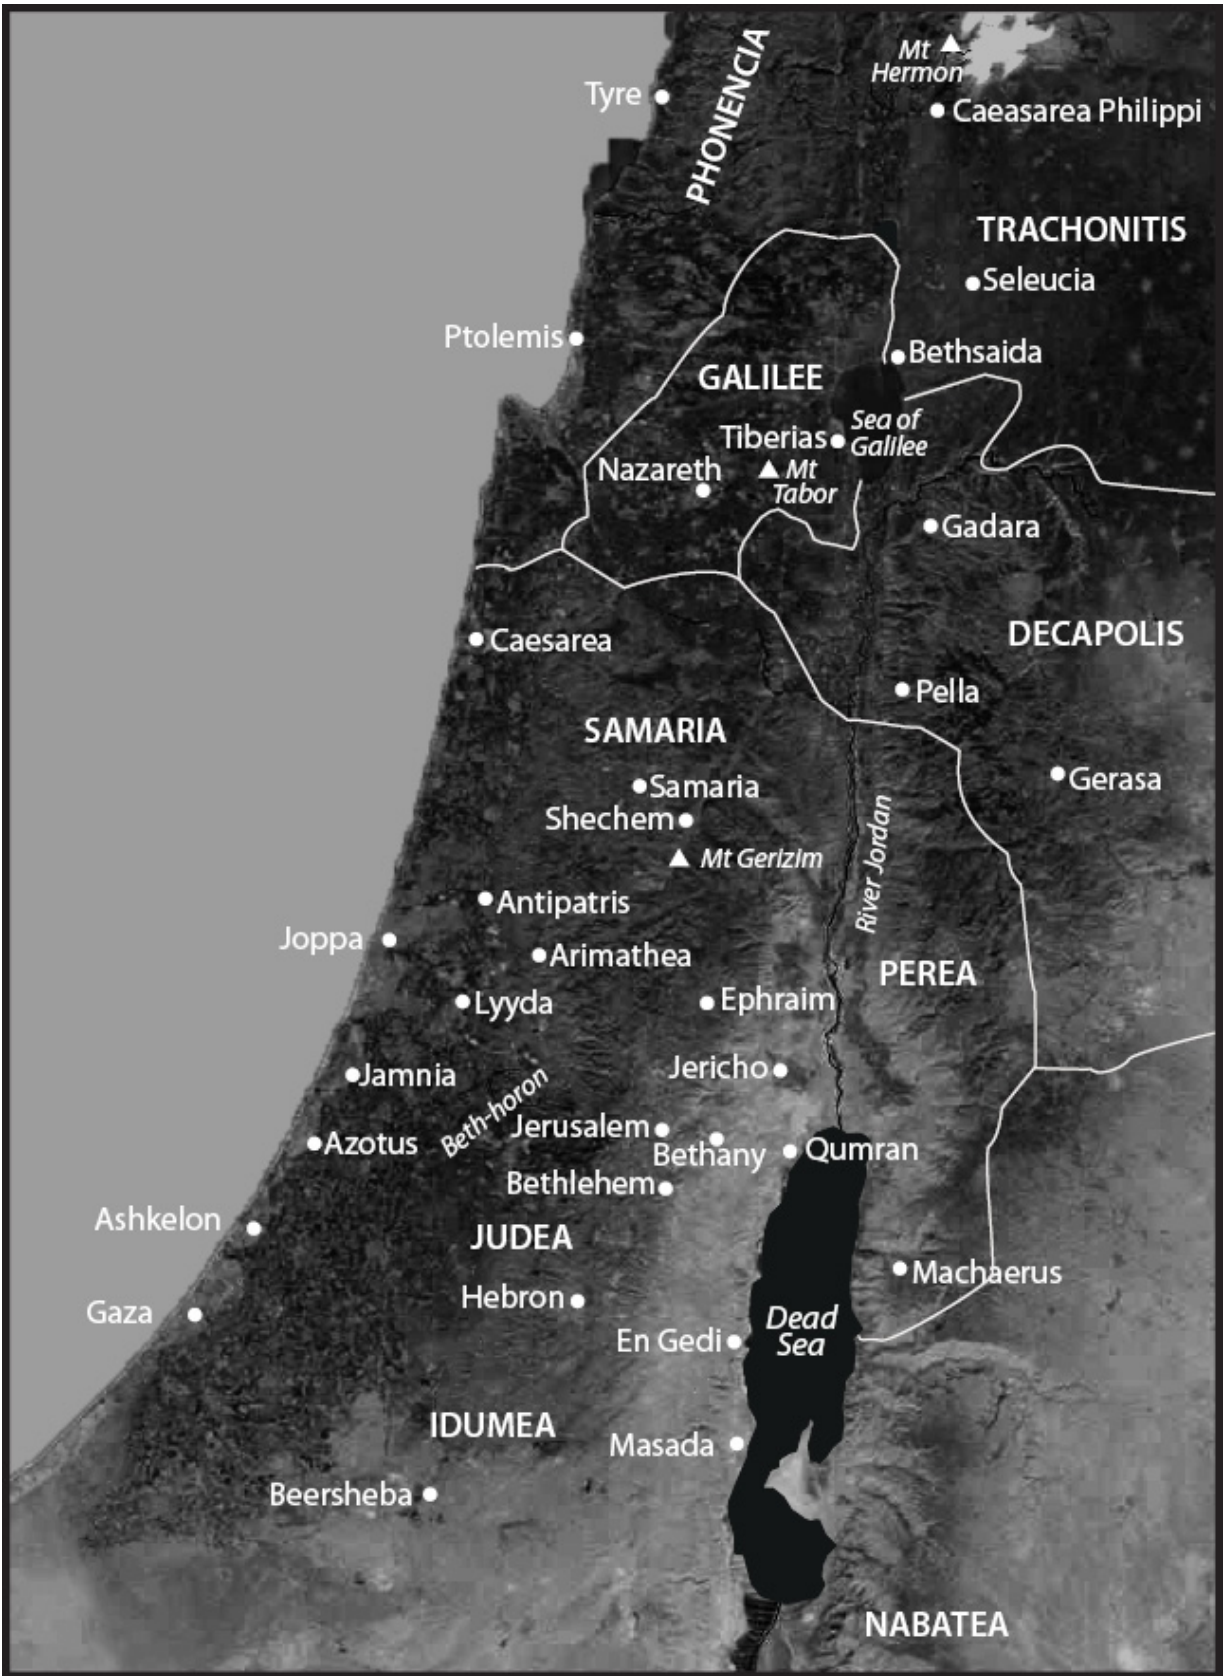 PHONENCIA
Mt
Hermon
Tyre
Caeasarea Philippi
TRACHONITIS
Seleucia
Ptolemis
Bethsaida
GALILEE
Sea of
Galilee
Tiberias
Nazareth
Mt
Tabor
Gadara
DECAPOLIS
Caesarea
Pella
SAMARIA
Gerasa
Samaria
Shechem
Mt Gerizim
River Jordan
Antipatris
Joppa
Arimathea
PEREA
Lyyda
Ephraim
Jericho
Jamnia
Beth-horon
Jerusalem
Azotus
Bethany
Qumran
Bethlehem
Ashkelon
JUDEA
Machaerus
Hebron
Gaza
Dead
Sea
En Gedi
IDUMEA
Masada
Beersheba
NABATEA